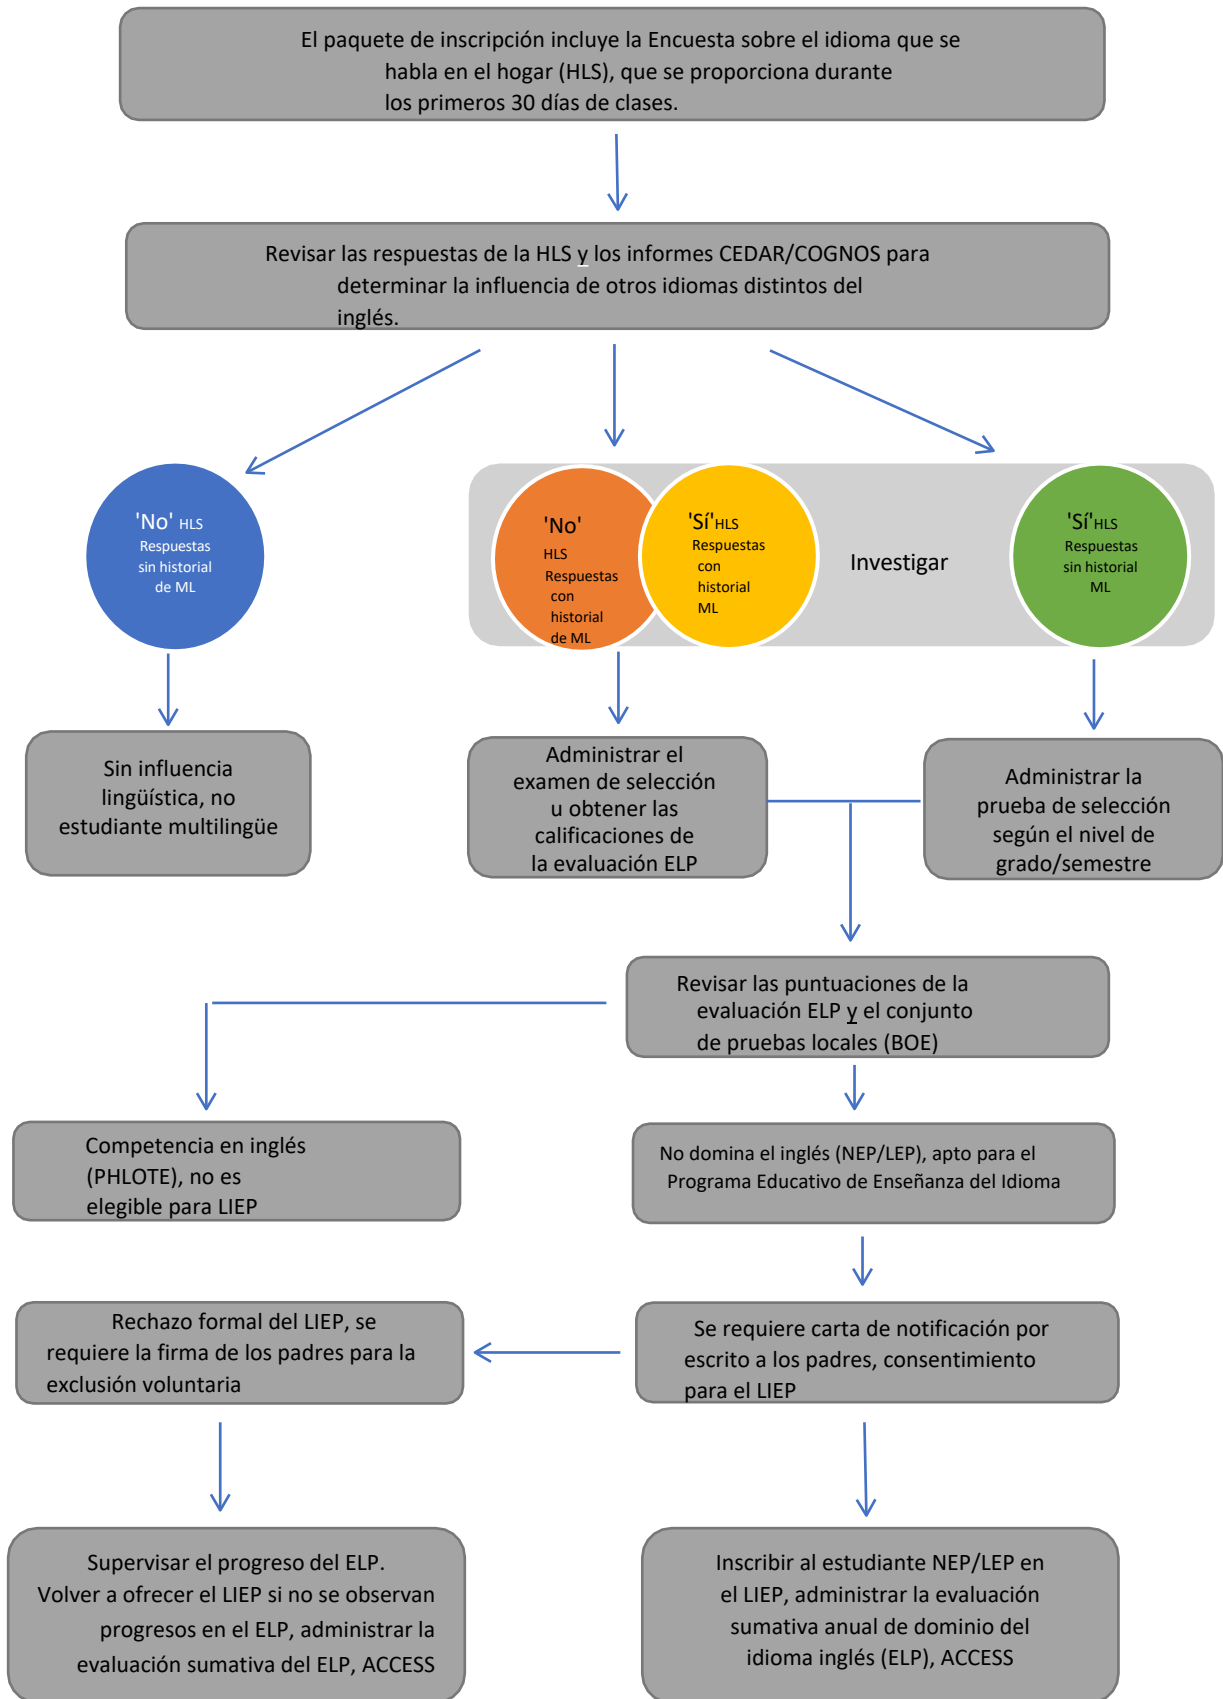 El paquete de inscripción incluye la Encuesta sobre el idioma que se
habla en el hogar (HLS), que se proporciona durante
los primeros 30 días de clases.
Revisar las respuestas de la HLS y los informes CEDAR/COGNOS para
determinar la influencia de otros idiomas distintos del
inglés.
'No' HLS
Respuestas
sin historial
de ML
'No'
HLS
Respuestas
con
historial
de ML
'Sí'HLS
Respuestas
con
historial
ML
Investigar
'Sí'HLS
Respuestas
sin historial
ML
Sin influencia
lingüística, no
estudiante multilingüe
Administrar el
examen de selección
u obtener las
calificaciones de
la evaluación ELP
Administrar la
prueba de selección
según el nivel de
grado/semestre
Revisar las puntuaciones de la
evaluación ELP y el conjunto
de pruebas locales (BOE)
Competencia en inglés
(PHLOTE), no es
elegible para LIEP
No domina el inglés (NEP/LEP), apto para el
Programa Educativo de Enseñanza del Idioma
Rechazo formal del LIEP, se
requiere la firma de los padres para la
exclusión voluntaria
Se requiere carta de notificación por
escrito a los padres, consentimiento
para el LIEP
Supervisar el progreso del ELP.
Volver a ofrecer el LIEP si no se observan
progresos en el ELP, administrar la
evaluación sumativa del ELP, ACCESS
Inscribir al estudiante NEP/LEP en
el LIEP, administrar la evaluación
sumativa anual de dominio del
idioma inglés (ELP), ACCESS